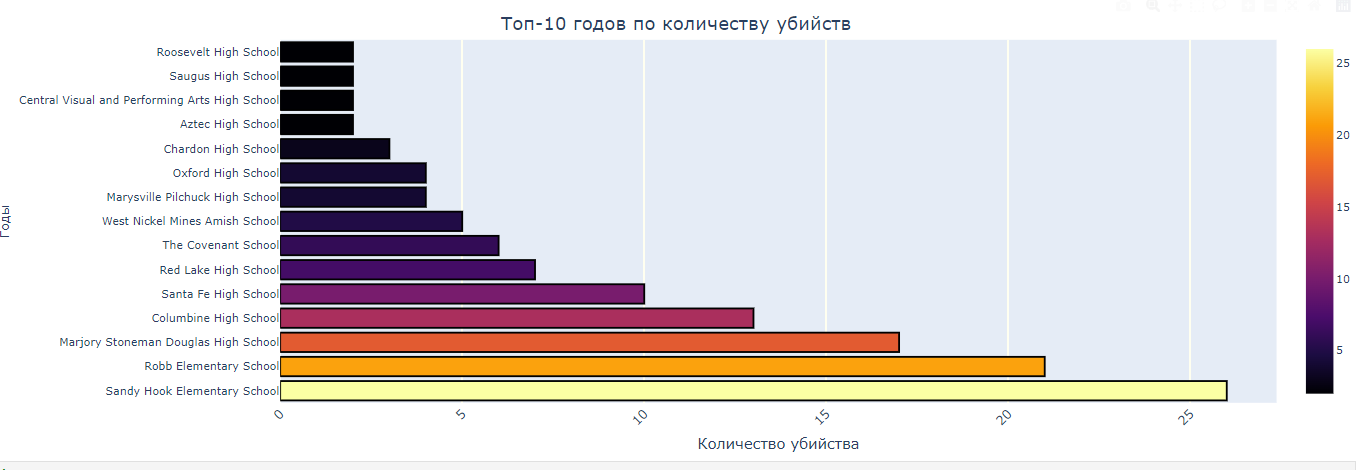 Топ-10 годов по количеству убийств
Roosevelt High School
Saugus High School
Central Visual and Performing Arts High School
Aztec High School
Chardon High School
Oxford High School
Marysville Pilchuck High School
West Nickel Mines Amish School
The Covenant School
Red Lake High School
Santa Fe High School
Columbine High School
Marjory Stoneman Douglas High School
Robb Elementary School
Sandy Hook Elementary School
Годы
0
5
10
15
20
25
Количество убийства
25
20
15
10
5